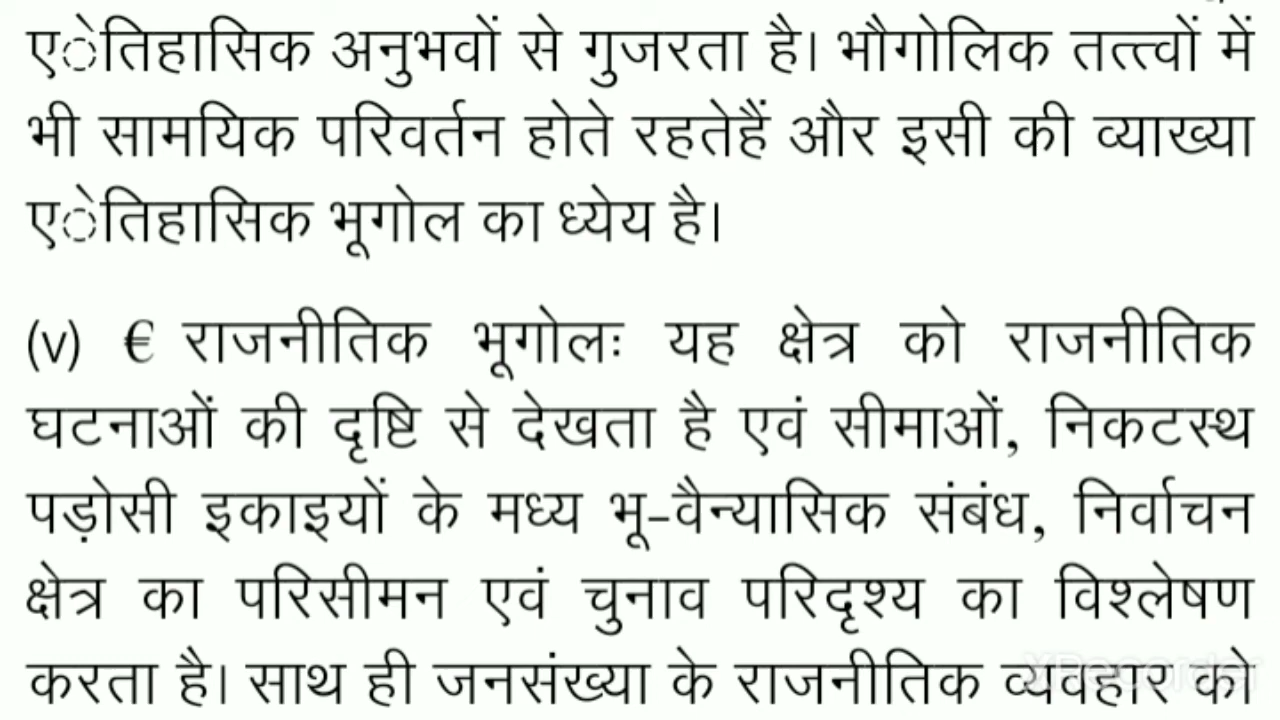 एेतिहासिक अनुभवों से गुजरता है। भौगोलिक तत्त्वों में
भी सामयिक परिवर्तन होते रहतेहैं और इसी की व्याख्या
एेतिहासिक भूगोल का ध्येय है।
(v) € राजनीतिक भूगोलः यह क्षेत्र को राजनीतिक
घटनाओं की दृष्टि से देखता है एवं सीमाओं, निकटस्थ
पड़ोसी इकाइयों के मध्य भू-वैन्यासिक संबंध, निर्वाचन
क्षेत्र का परिसीमन एवं चुनाव परिदृश्य का विश्लेषण
करता है। साथ ही जनसंख्या के राजनीतिक व्यवहार को
XRecorder